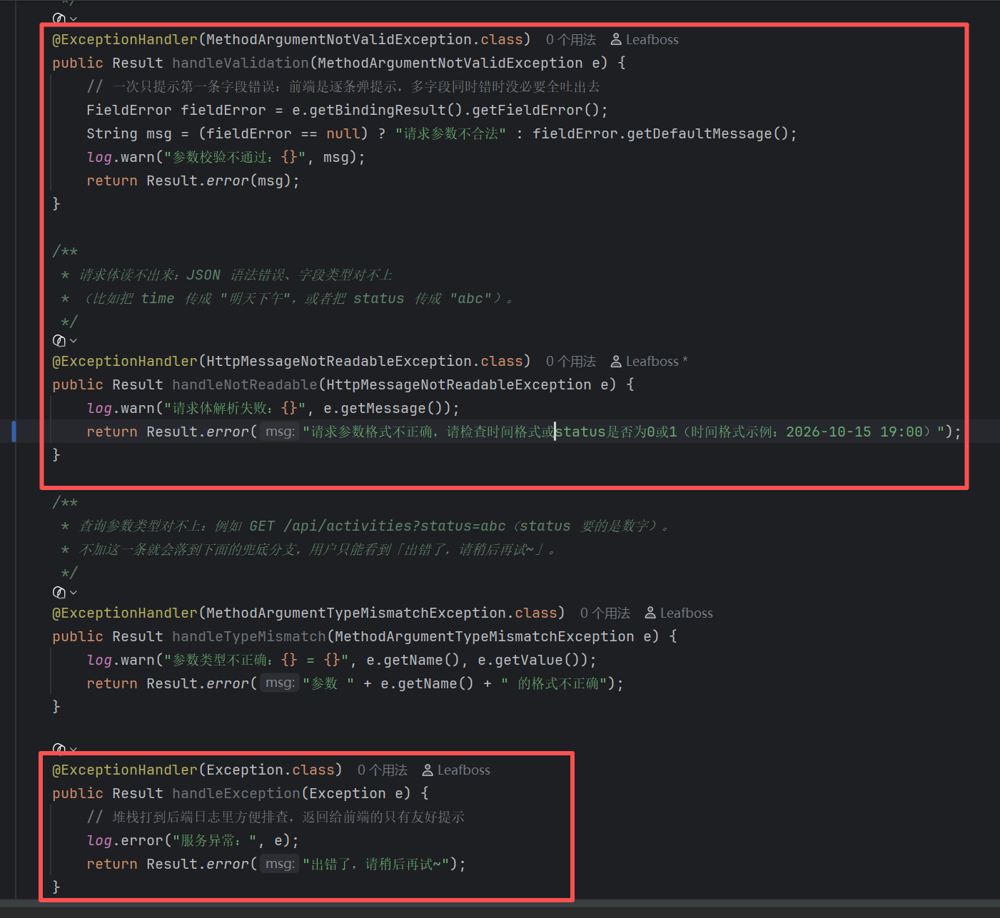 */
@ExceptionHandler(MethodArgumentNotValidException.class) 0 个用法 Leafboss
public Result handleValidation(MethodArgumentNotValidException e) {
// 一次只提示第一条字段错误：前端是逐条弹提示，多字段同时错时没必要全吐出去
FieldError fieldError = e.getBindingResult().getFieldError();
String msg = (fieldError == null) ? "请求参数不合法" : fieldError.getDefaultMessage();
log.warn("参数校验不通过：{}", msg);
return Result.error(msg);
}
/**
* 请求体读不出来：JSON 语法错误、字段类型对不上
* （比如把 time 传成 "明天下午"，或者把 status 传成 "abc"）。
*/
@ExceptionHandler(HttpMessageNotReadableException.class) 0 个用法 Leafboss *
public Result handleNotReadable(HttpMessageNotReadableException e) {
log.warn("请求体解析失败：{}", e.getMessage());
return Result.error( msg: "请求参数格式不正确，请检查时间格式或status是否为0或1（时间格式示例：2026-10-15 19:00）");
}
/**
* 查询参数类型对不上：例如 GET /api/activities?status=abc（status 要的是数字）。
* 不加这一条就会落到下面的兜底分支，用户只能看到「出错了，请稍后再试~」。
*/
@ExceptionHandler(MethodArgumentTypeMismatchException.class) 0 个用法 Leafboss
public Result handleTypeMismatch(MethodArgumentTypeMismatchException e) {
log.warn("参数类型不正确：{} = {}", e.getName(), e.getValue());
return Result.error( msg: "参数 " + e.getName() + " 的格式不正确");
}
@ExceptionHandler(Exception.class) 0 个用法 Leafboss
public Result handleException(Exception e) {
// 堆栈打到后端日志里方便排查，返回给前端的只有友好提示
log.error("服务异常：", e);
return Result.error( msg: "出错了，请稍后再试~");
}